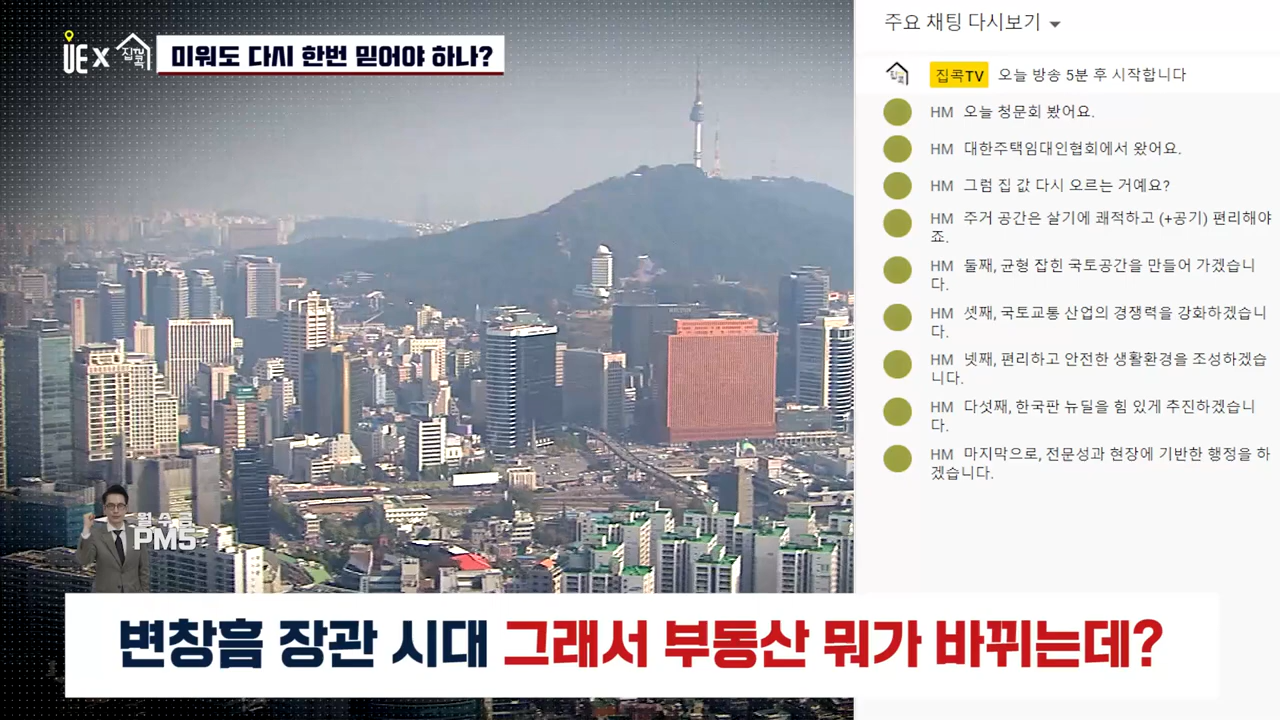 UE X 집콕TV 미워도 다시 한번 믿어야 하나?
월수금
PM5
변창흠 장관 시대 그래서 부동산 뭐가 바뀌는데?
주요 채팅 다시보기
집콕TV 오늘 방송 5분 후 시작합니다
HM 오늘 청문회 봤어요.
HM 대한주택임대인협회에서 왔어요.
HM 그럼 집 값 다시 오르는 거예요?
HM 주거 공간은 살기에 쾌적하고 (+공기) 편리해야
죠.
HM 둘째, 균형 잡힌 국토공간을 만들어 가겠습니
다.
HM 셋째, 국토교통 산업의 경쟁력을 강화하겠습니
다.
HM 넷째, 편리하고 안전한 생활환경을 조성하겠습
니다.
HM 다섯째, 한국판 뉴딜을 힘 있게 추진하겠습니
다.
HM 마지막으로, 전문성과 현장에 기반한 행정을 하
겠습니다.